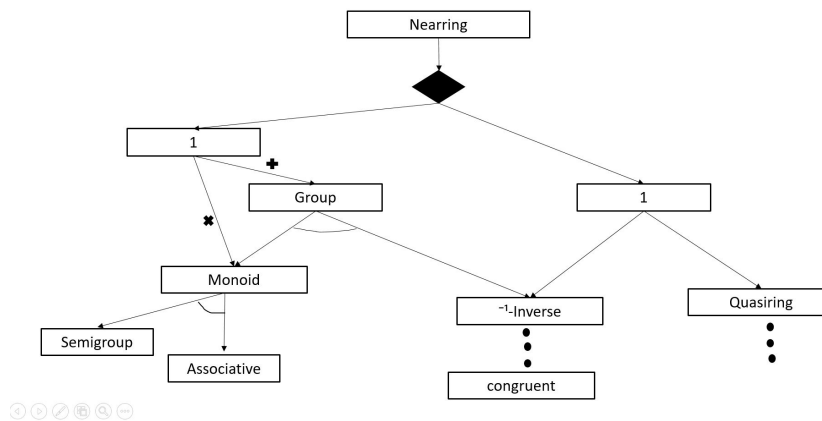 Nearring
1
Group
1
Monoid
⁻¹-Inverse
Quasiring
Semigroup
Associative
congruent